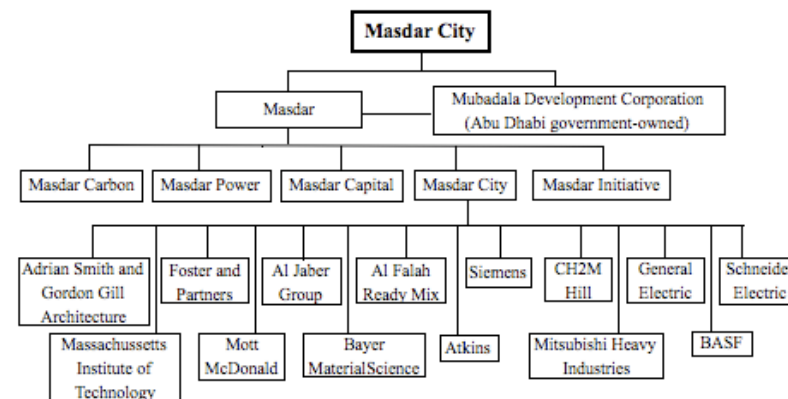 Masdar City
Masdar
Mubadala Development Corporation
(Abu Dhabi government-owned)
Masdar Carbon
Masdar Power
Masdar Capital
Masdar City
Masdar Initiative
Adrian Smith and
Gordon Gill
Architecture
Foster and
Partners
Al Jaber
Group
Al Falah
Ready Mix
Siemens
CH2M
Hill
General
Electric
Schneide
Electric
Massachussetts
Institute of
Technology
Mott
McDonald
Bayer
MaterialScience
Atkins
Mitsubishi Heavy
Industries
BASF